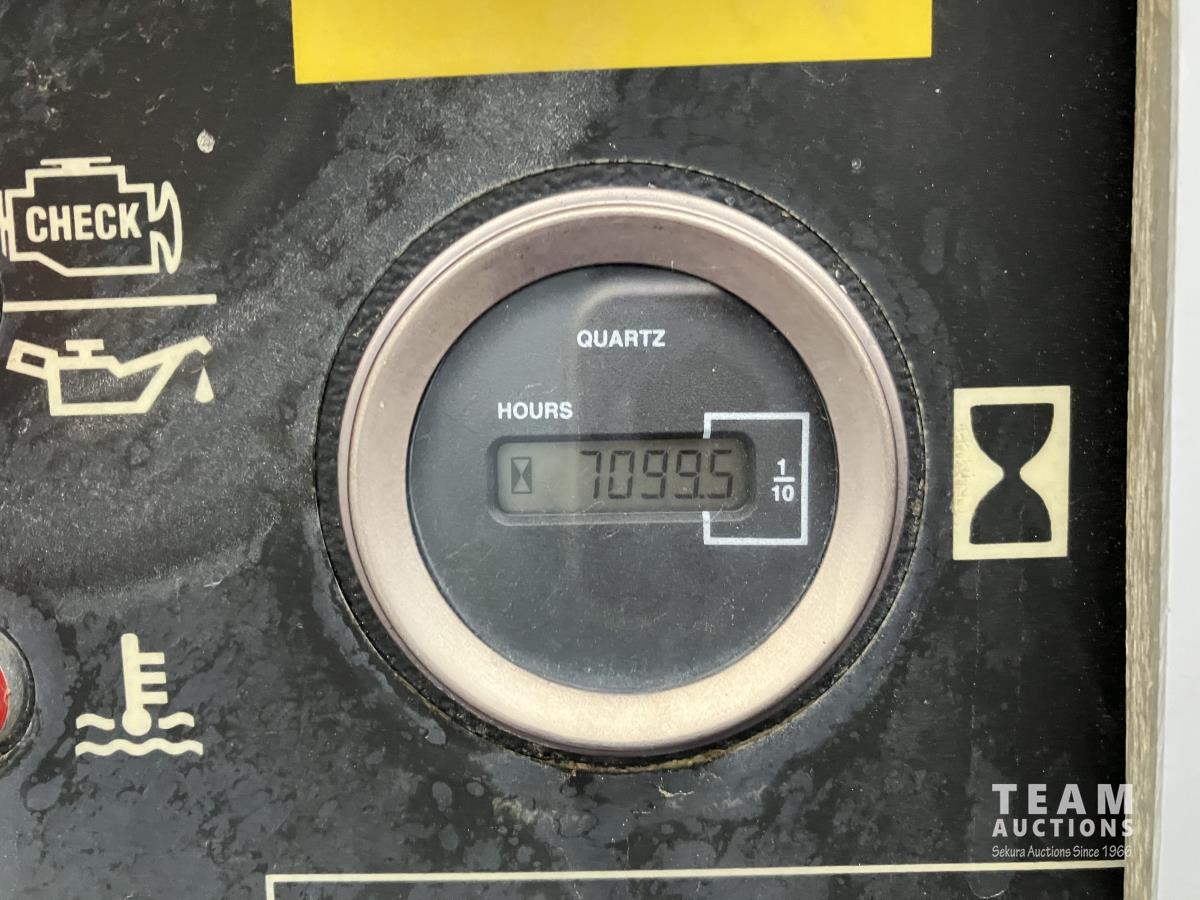 CHECK
QUARTZ
HOURS
7099.5
1
10
TEAM
AUCTIONS
Sekura Auctions Since 1966